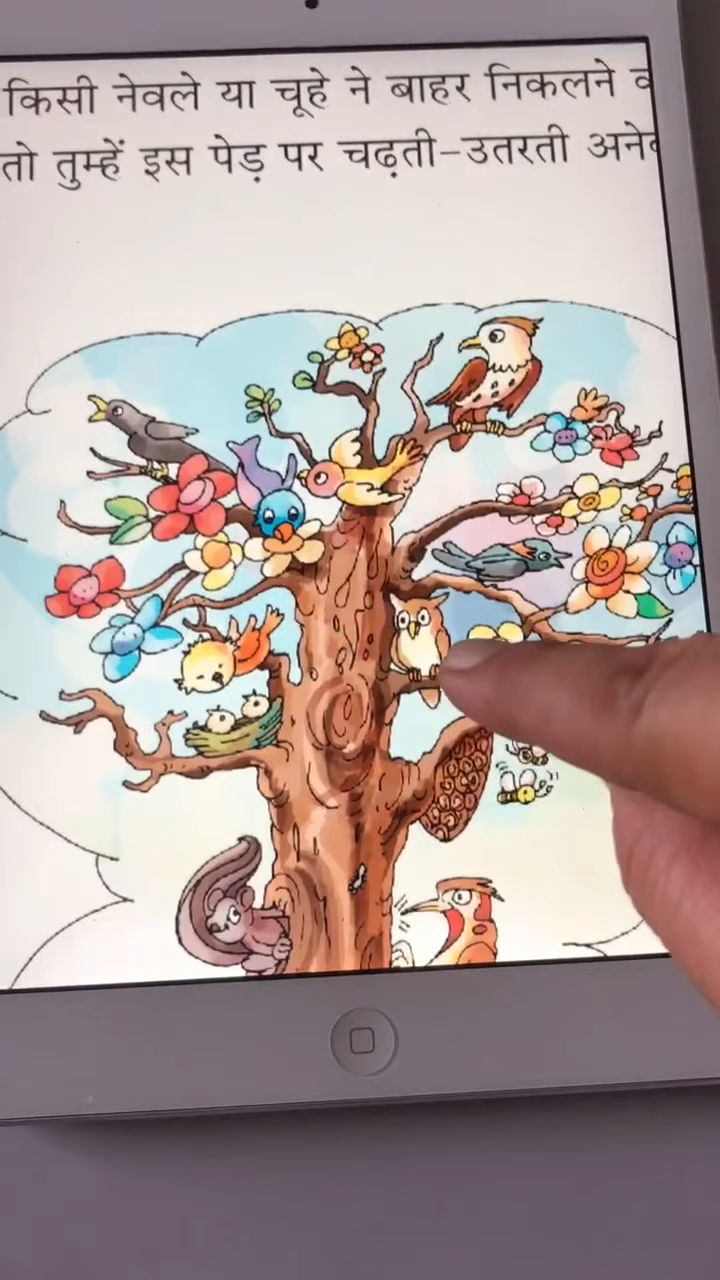 किसी नेवले या चूहे ने बाहर निकलने
तो तुम्हें इस पेड़ पर चढ़ती-उतरती